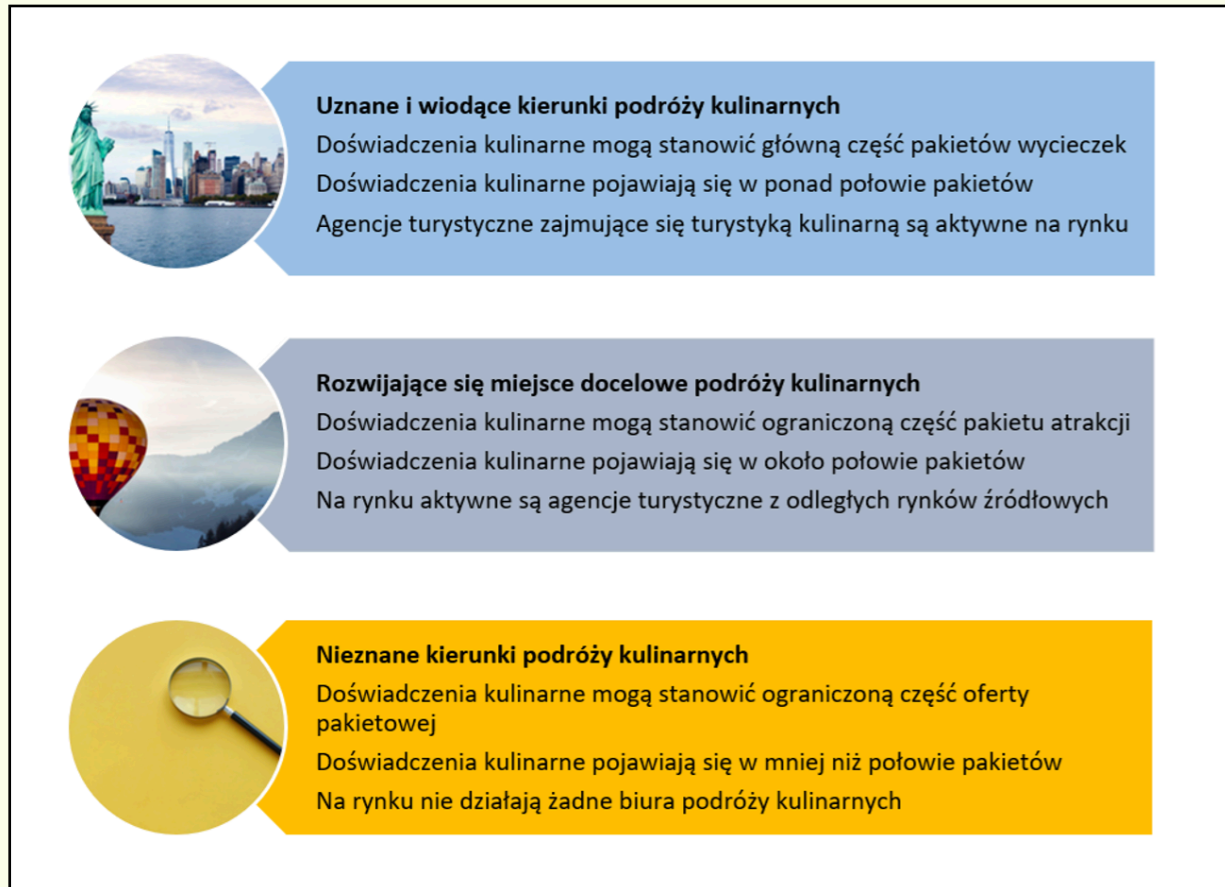 Uznane i wiodące kierunki podróży kulinarnych
Doświadczenia kulinarne mogą stanowić główną część pakietów wycieczek
Doświadczenia kulinarne pojawiają się w ponad połowie pakietów
Agencje turystyczne zajmujące się turystyką kulinarną są aktywne na rynku
Rozwijające się miejsce docelowe podróży kulinarnych
Doświadczenia kulinarne mogą stanowić ograniczoną część pakietu atrakcji
Doświadczenia kulinarne pojawiają się w około połowie pakietów
Na rynku aktywne są agencje turystyczne z odległych rynków źródłowych
Nieznane kierunki podróży kulinarnych
Doświadczenia kulinarne mogą stanowić ograniczoną część oferty
pakietowej
Doświadczenia kulinarne pojawiają się w mniej niż połowie pakietów
Na rynku nie działają żadne biura podróży kulinarnych